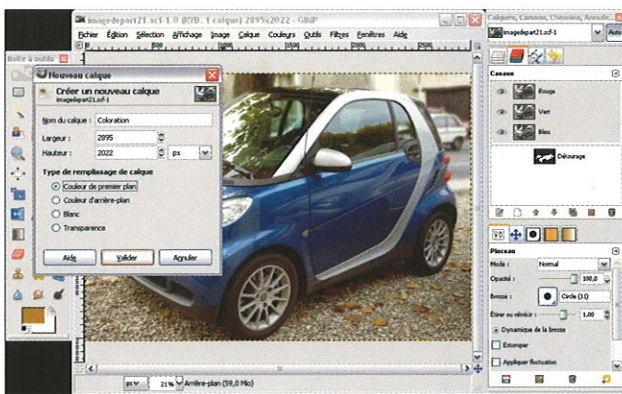 imagedepart21.xcf-1.0 (RVB, 1 calque) 2895x2022 - GIMP
Fichier Édition Sélection Affichage Image Calque Couleurs Outils Filtres Fenêtres Aide
Boîte à outils
Nouveau calque
Créer un nouveau calque
imagedepart21.xcf-1
Nom du calque : Coloration
Largeur : 2895
Hauteur : 2022 px
Type de remplissage de calque
Couleur de premier plan
Couleur d'arrière-plan
Blanc
Transparence
Aide Valider Annuler
px 21% Arrière-plan (59,0 Mio)
Calques, Canaux, Chemins, Annule...
imagedepart21.xcf-1 Auto
Canaux
Rouge
Vert
Bleu
Détourage
Pinceau
Mode : Normal
Opacité : 100,0
Brosse : Circle (11)
Étirer ou rétrécir : 1,00
Dynamique de la brosse
Estomper
Appliquer fluctuation